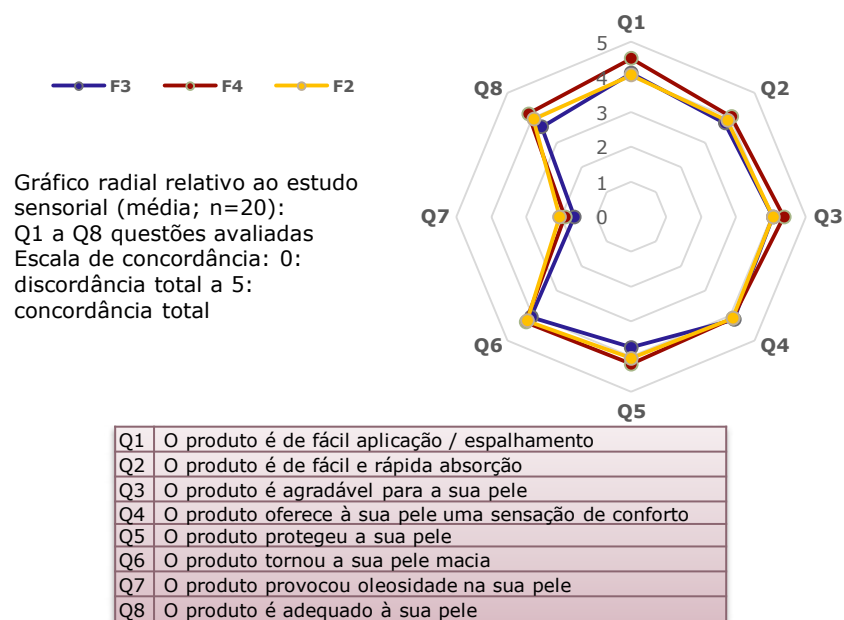 F3 F4 F2
Gráfico radial relativo ao estudo
sensorial (média; n=20):
Q1 a Q8 questões avaliadas
Escala de concordância: 0:
discordância total a 5:
concordância total
Q1
5
Q8
4
Q2
3
2
1
Q7
0
Q3
Q6
Q4
Q5
Q1 O produto é de fácil aplicação / espalhamento
Q2 O produto é de fácil e rápida absorção
Q3 O produto é agradável para a sua pele
Q4 O produto oferece à sua pele uma sensação de conforto
Q5 O produto protegeu a sua pele
Q6 O produto tornou a sua pele macia
Q7 O produto provocou oleosidade na sua pele
Q8 O produto é adequado à sua pele